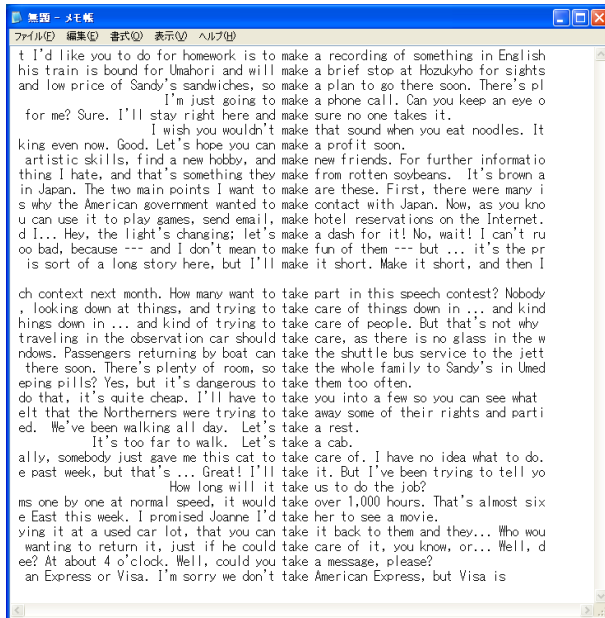 無題 - メモ帳
ファイル(F) 編集(E) 書式(O) 表示(V) ヘルプ(H)
t I'd like you to do for homework is to make a recording of something in English
his train is bound for Umahori and will make a brief stop at Hozukyho for sights
and low price of Sandy's sandwiches, so make a plan to go there soon. There's pl
I'm just going to make a phone call. Can you keep an eye o
for me? Sure. I'll stay right here and make sure no one takes it.
I wish you wouldn't make that sound when you eat noodles. It
king even now. Good. Let's hope you can make a profit soon.
artistic skills, find a new hobby, and make new friends. For further informatio
thing I hate, and that's something they make from rotten soybeans.  It's brown a
in Japan. The two main points I want to make are these. First, there were many i
s why the American government wanted to make contact with Japan. Now, as you kno
u can use it to play games, send email, make hotel reservations on the Internet.
d I... Hey, the light's changing; let's make a dash for it! No, wait! I can't ru
oo bad, because --- and I don't mean to make fun of them --- but ... it's the pr
is sort of a long story here, but I'll make it short. Make it short, and then I
ch context next month. How many want to take part in this speech contest? Nobody
, looking down at things, and trying to take care of things down in ... and kind
hings down in ... and kind of trying to take care of people. But that's not why
traveling in the observation car should take care, as there is no glass in the w
ndows. Passengers returning by boat can take the shuttle bus service to the jett
there soon. There's plenty of room, so take the whole family to Sandy's in Umed
eping pills? Yes, but it's dangerous to take them too often.
do that, it's quite cheap. I'll have to take you into a few so you can see what
elt that the Northerners were trying to take away some of their rights and parti
ed.  We've been walking all day.  Let's take a rest.
It's too far to walk.  Let's take a cab.
ally, somebody just gave me this cat to take care of. I have no idea what to do.
e past week, but that's ... Great! I'll take it. But I've been trying to tell yo
How long will it take us to do the job?
ms one by one at normal speed, it would take over 1,000 hours. That's almost six
e East this week. I promised Joanne I'd take her to see a movie.
ying it at a used car lot, that you can take it back to them and they... Who wou
wanting to return it, just if he could take care of it, you know, or... Well, d
ee? At about 4 o'clock. Well, could you take a message, please?
an Express or Visa. I'm sorry we don't take American Express, but Visa is